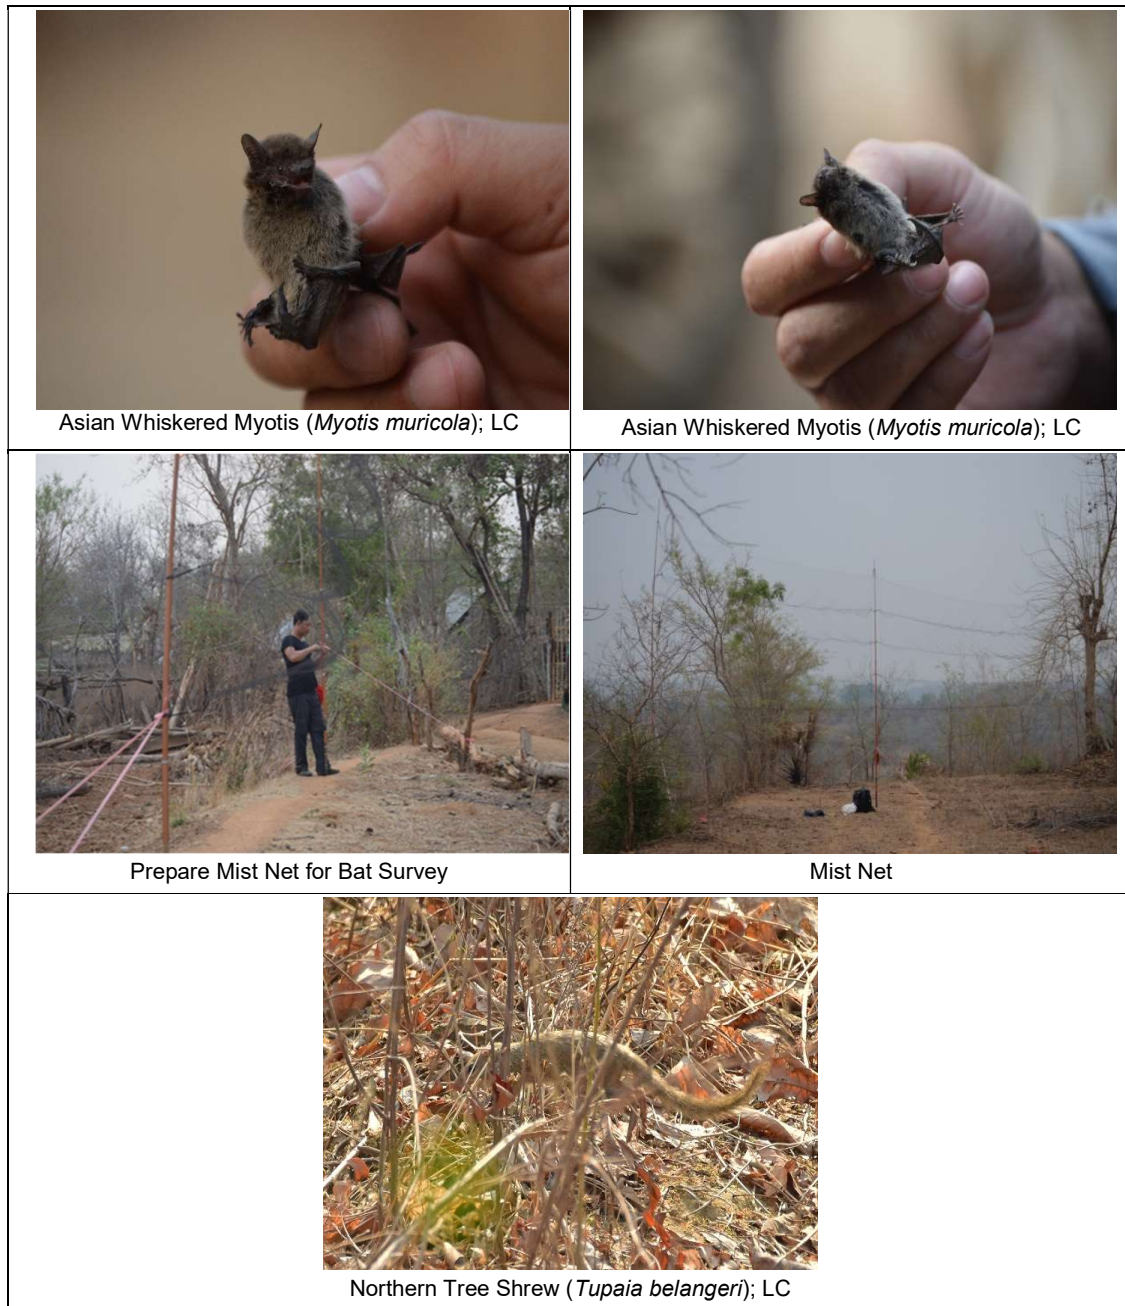 Asian Whiskered Myotis (Myotis muricola); LC
Asian Whiskered Myotis (Myotis muricola); LC
Prepare Mist Net for Bat Survey
Mist Net
Northern Tree Shrew (Tupaia belangeri); LC